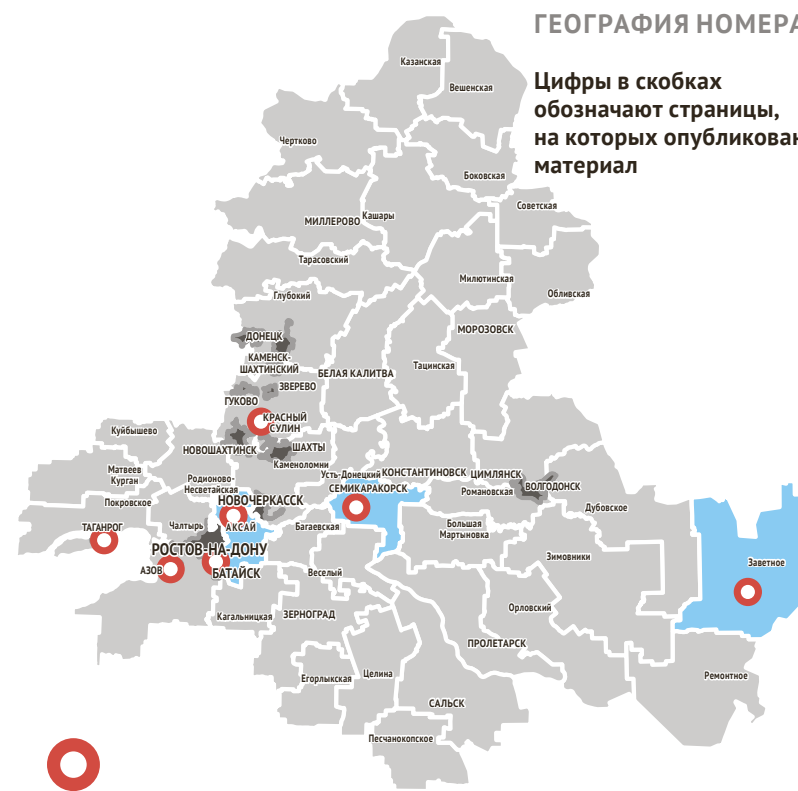 ГЕОГРАФИЯ НОМЕРА
Цифры в скобках
обозначают страницы,
на которых опубликован
материал
Казанская
Вешенская
Чертково
Боковская
Советская
МИЛЛЕРОВО
Кашары
Тарасовский
Милютинская
Обливская
Глубокий
МОРОЗОВСК
ДОНЕЦК
КАМЕНСК-
ШАХТИНСКИЙ
БЕЛАЯ КАЛИТВА
Тацинская
ЗВЕРЕВО
ГУКОВО
КРАСНЫЙ
СУЛИН
Куйбышево
НОВОШАХТИНСК
ШАХТЫ
Каменоломни
Матвеев
Курган
Родионово-
Несветайская
Усть-Донецкий
КОНСТАНТИНОВСК
ЦИМЛЯНСК
СЕМИКАРАКОРСК
Романовская
ВОЛГОДОНСК
Покровское
НОВОЧЕРКАССК
Дубовское
ТАГАНРОГ
Чалтырь
АКСАЙ
Багаевская
Большая
Мартыновка
РОСТОВ-НА-ДОНУ
Зимовники
Заветное
АЗОВ
БАТАЙСК
Веселый
Кагальницкая
ЗЕРНОГРАД
Орловский
ПРОЛЕТАРСК
Егорлыкская
Целина
Ремонтное
САЛЬСК
Песчанокопское